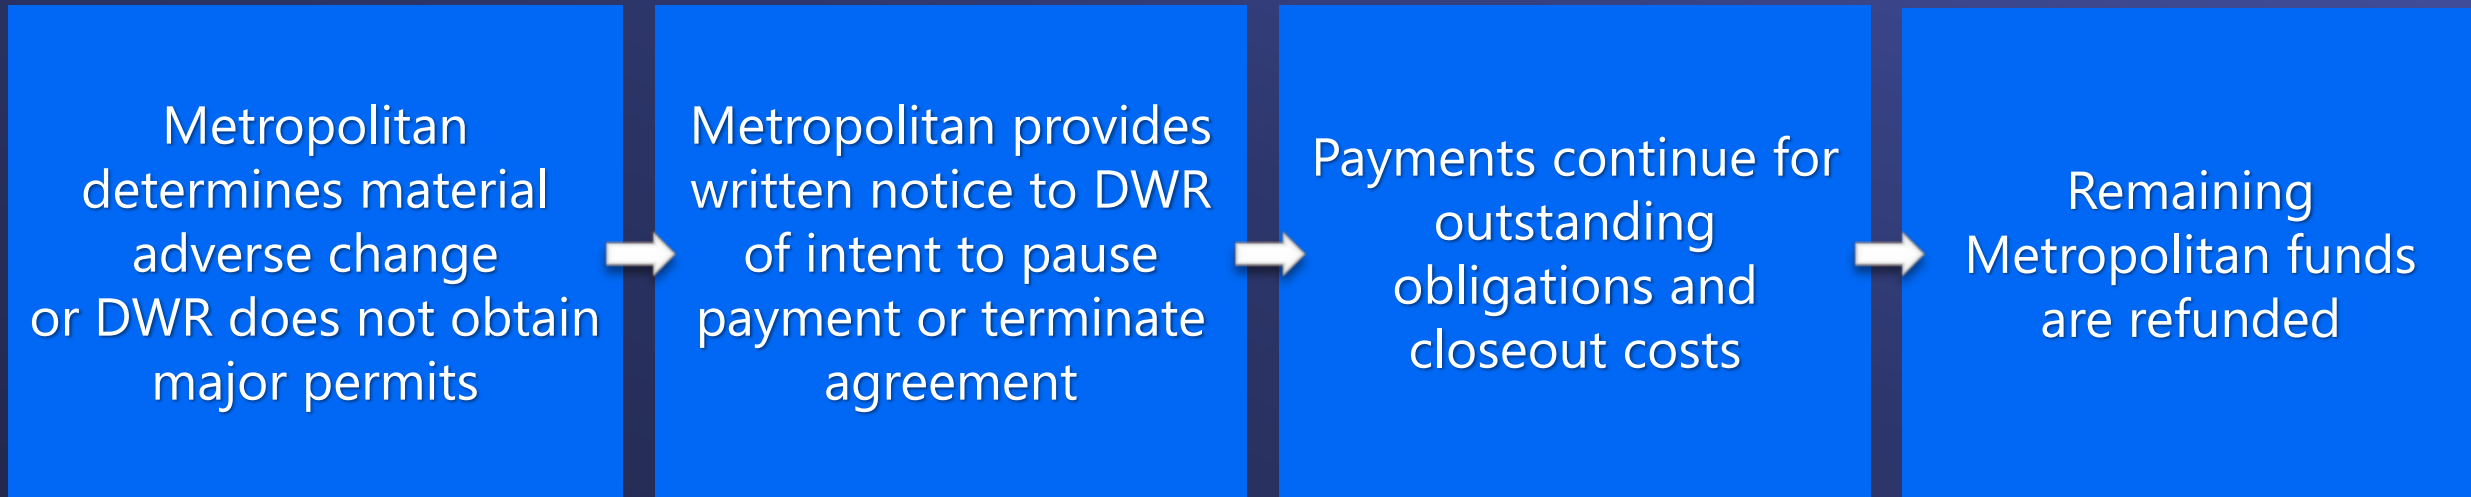 Metropolitan
determines material
adverse change
or DWR does not obtain
major permits
Metropolitan provides
written notice to DWR
of intent to pause
payment or terminate
agreement
Payments continue for
outstanding
obligations and
closeout costs
Remaining
Metropolitan funds
are refunded